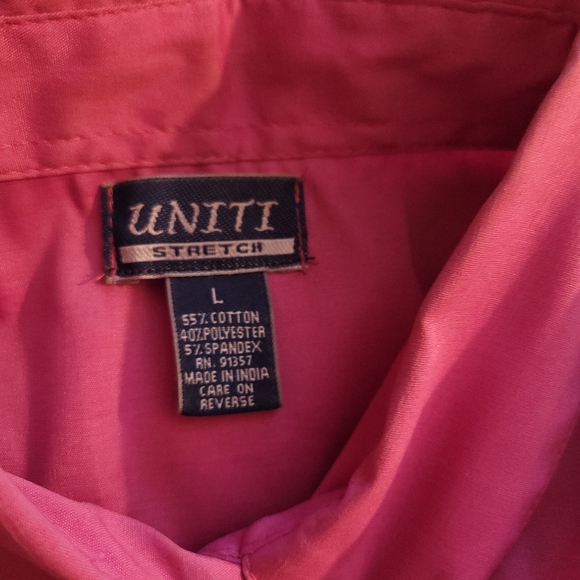 UNITI
STRETCH
L
55% COTTON
40% POLYESTER
5% SPANDEX
RN. 91357
MADE IN INDIA
CARE ON
REVERSE